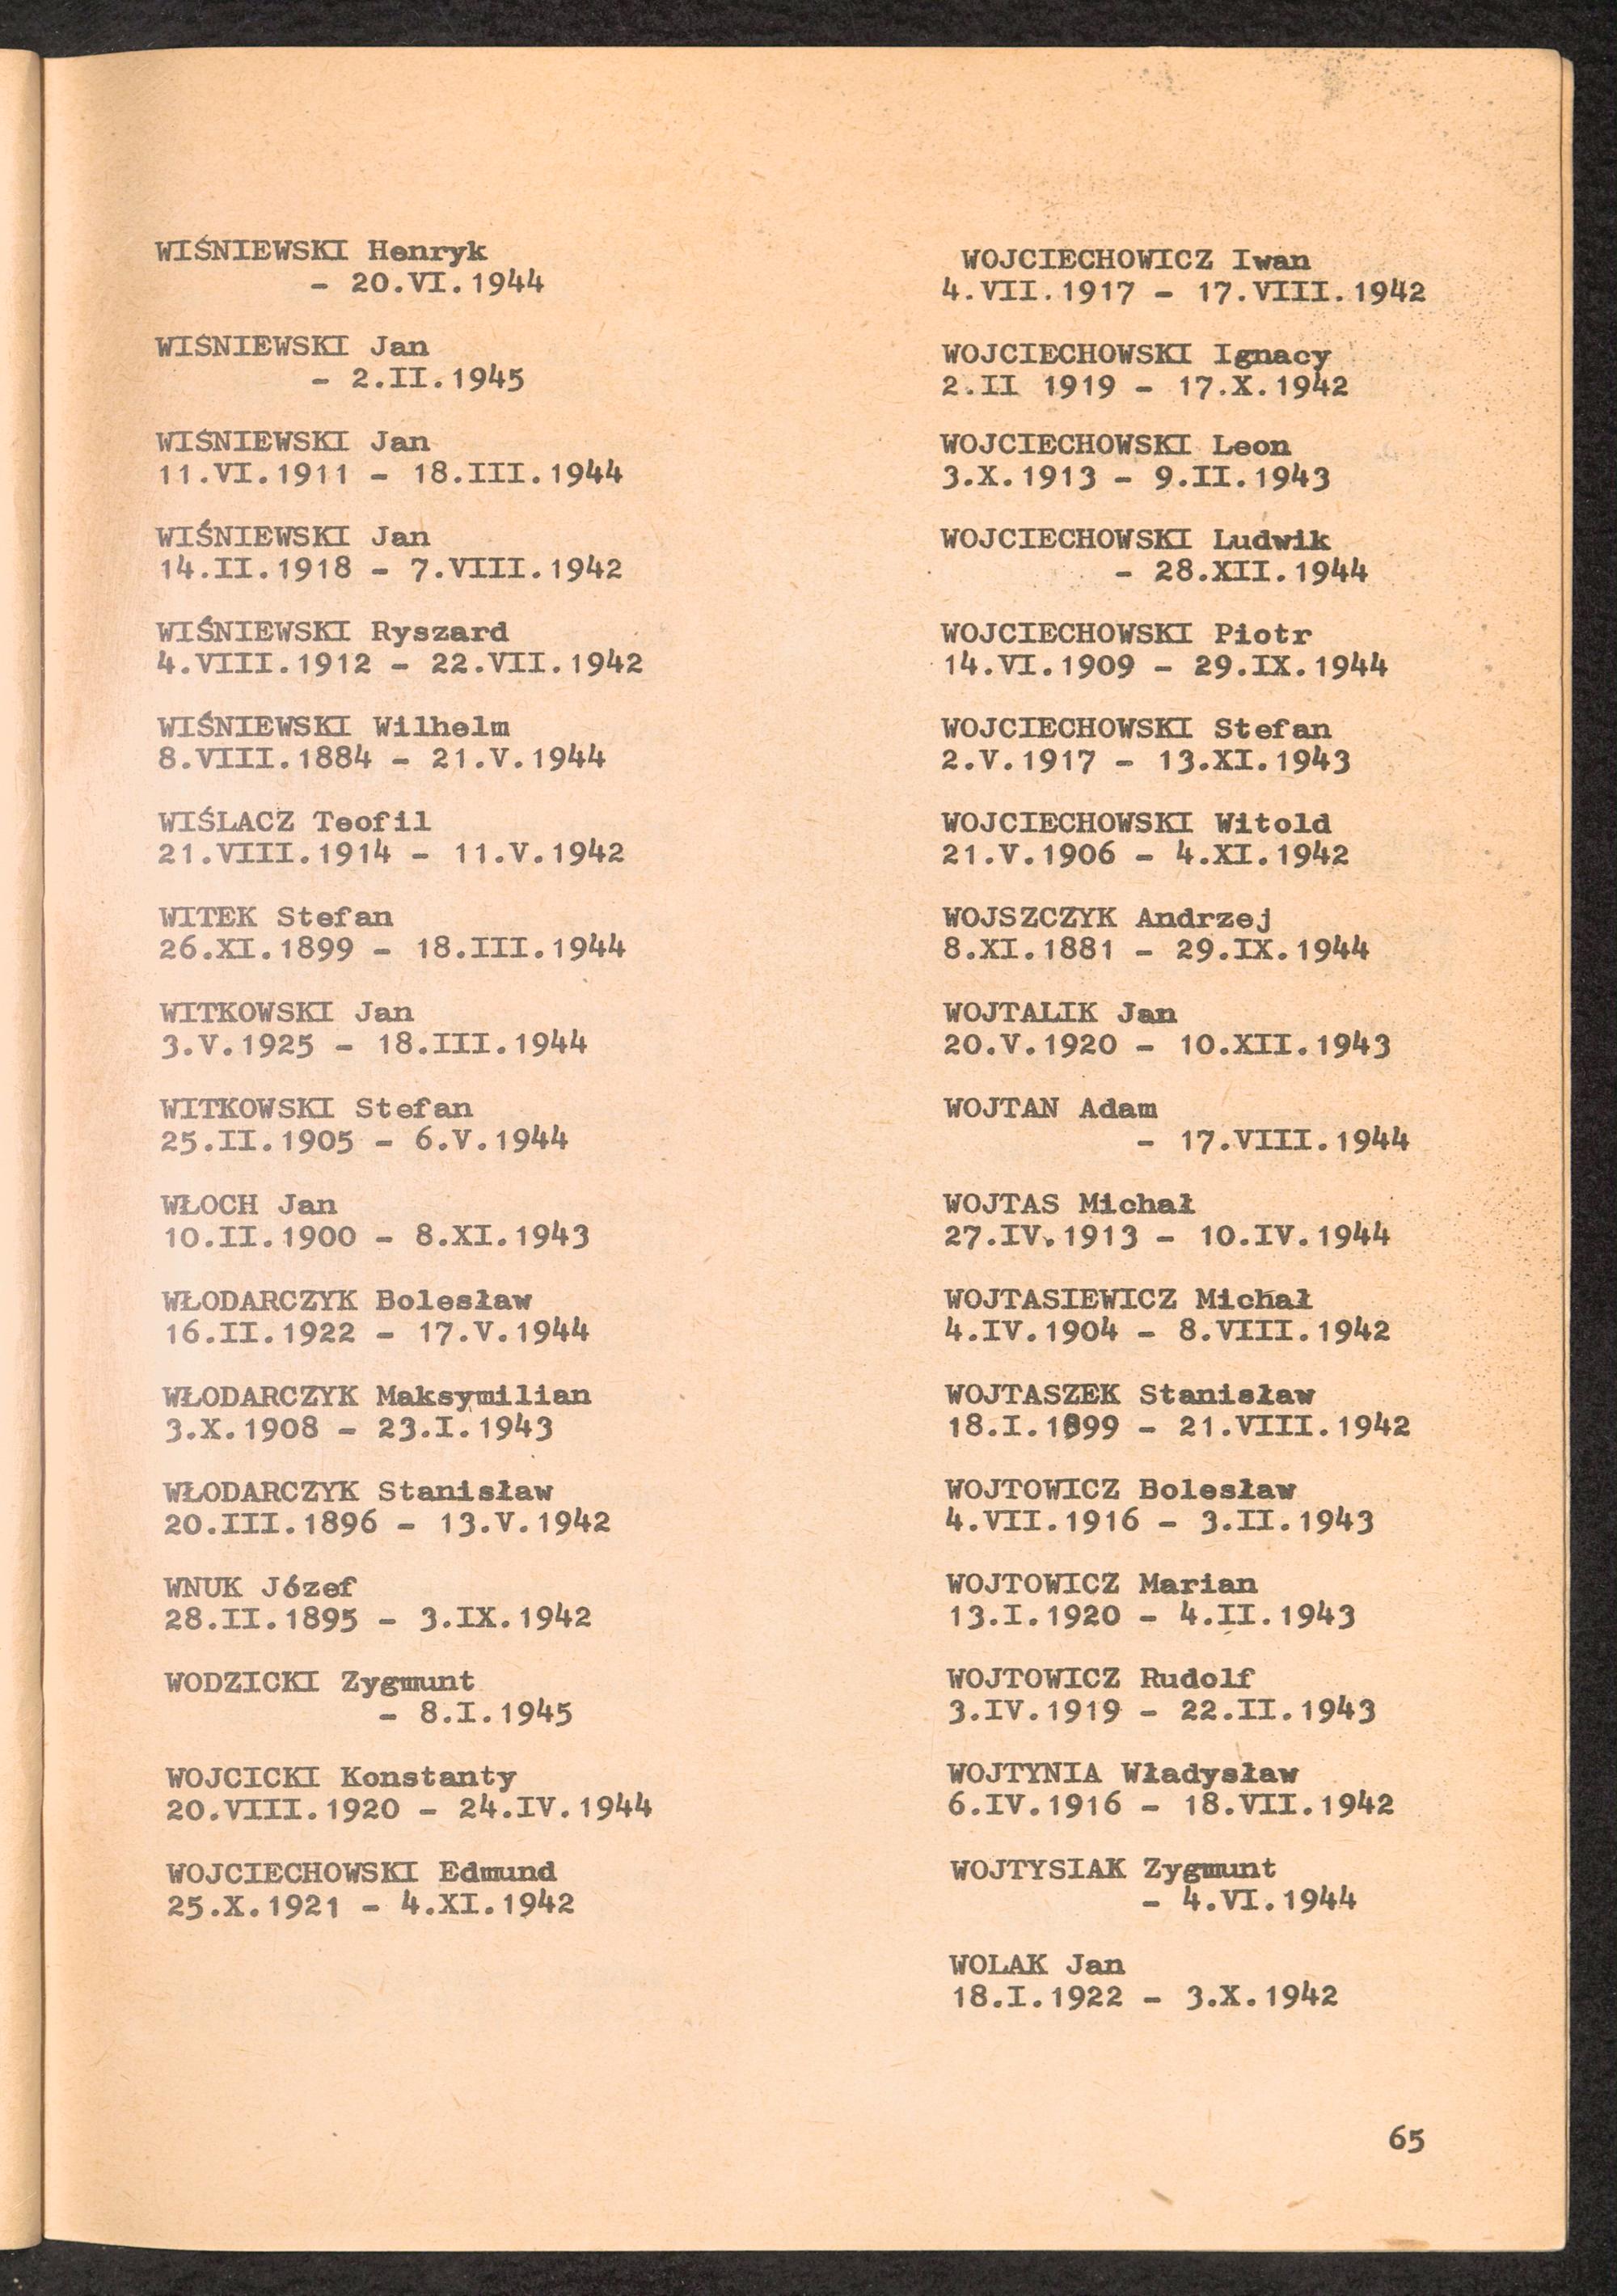 WIŚNIEWSKI Henryk
- 20.VI.1944
WIŚNIEWSKI Jan
- 2.II.1945
WIŚNIEWSKI Jan
11.VI.1911 - 18.III.1944
WIŚNIEWSKI Jan
14.II.1918 - 7.VIII.1942
WIŚNIEWSKI Ryszard
4.VIII.1912 - 22.VII.1942
WIŚNIEWSKI Wilhelm
8.VIII.1884 - 21.V.1944
WIŚLACZ Teofil
21.VIII.1914 - 11.V.1942
WITEK Stefan
26.XI.1899 - 18.III.1944
WITKOWSKI Jan
3.V.1925 - 18.III.1944
WITKOWSKI Stefan
25.II.1905 - 6.V.1944
WŁOCH Jan
10.II.1900 - 8.XI.1943
WŁODARCZYK Bolesław
16.II.1922 - 17.V.1944
WŁODARCZYK Maksymilian
3.X.1908 - 23.I.1943
WŁODARCZYK Stanisław
20.III.1896 - 13.V.1942
WNUK Józef
28.II.1895 - 3.IX.1942
WODZICKI Zygmunt
- 8.I.1945
WOJCICKI Konstanty
20.VIII.1920 - 24.IV.1944
WOJCIECHOWSKI Edmund
25.X.1921 - 4.XI.1942
WOJCIECHOWICZ Iwan
4.VII.1917 - 17.VIII.1942
WOJCIECHOWSKI Ignacy
2.II 1919 - 17.X.1942
WOJCIECHOWSKI Leon
3.X.1913 - 9.II.1943
WOJCIECHOWSKI Ludwik
- 28.XII.1944
WOJCIECHOWSKI Piotr
14.VI.1909 - 29.IX.1944
WOJCIECHOWSKI Stefan
2.V.1917 - 13.XI.1943
WOJCIECHOWSKI Witold
21.V.1906 - 4.XI.1942
WOJSZCZYK Andrzej
8.XI.1881 - 29.IX.1944
WOJTALIK Jan
20.V.1920 - 10.XII.1943
WOJTAN Adam
- 17.VIII.1944
WOJTAS Michał
27.IV.1913 - 10.IV.1944
WOJTASIEWICZ Michał
4.IV.1904 - 8.VIII.1942
WOJTASZEK Stanisław
18.I.1899 - 21.VIII.1942
WOJTOWICZ Bolesław
4.VII.1916 - 3.II.1943
WOJTOWICZ Marian
13.I.1920 - 4.II.1943
WOJTOWICZ Rudolf
3.IV.1919 - 22.II.1943
WOJTYNIA Władysław
6.IV.1916 - 18.VII.1942
WOJTYSIAK Zygmunt
- 4.VI.1944
WOLAK Jan
18.I.1922 - 3.X.1942
65